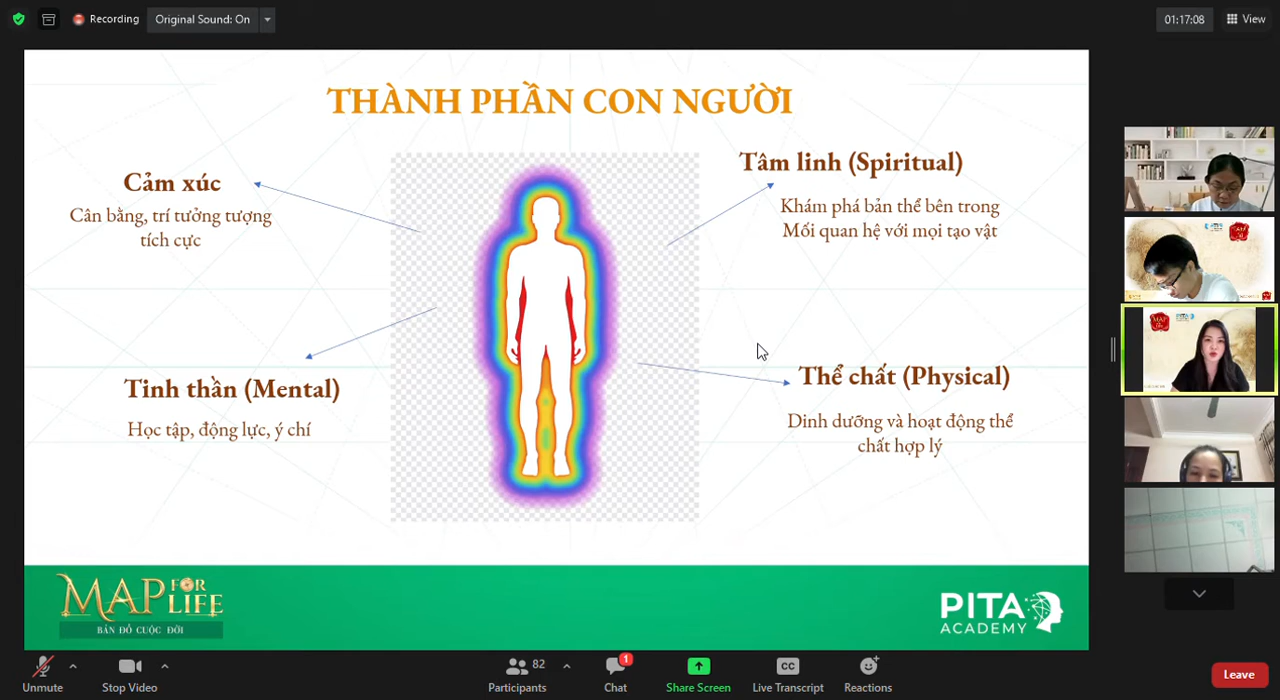 Recording
Original Sound: On
01:17:08
View
THÀNH PHẦN CON NGƯỜI
Cảm xúc
Cân bằng, trí tưởng tượng
tích cực
Tâm linh (Spiritual)
Khám phá bản thể bên trong
Mối quan hệ với mọi tạo vật
Tinh thần (Mental)
Học tập, động lực, ý chí
Thể chất (Physical)
Dinh dưỡng và hoạt động thể
chất hợp lý
MAP FOR LIFE
BẢN ĐỒ CUỘC ĐỜI
PITA
ACADEMY
MAP
PITA
Unmute
Stop Video
82
Participants
1
Chat
Share Screen
CC
Live Transcript
Reactions
Leave